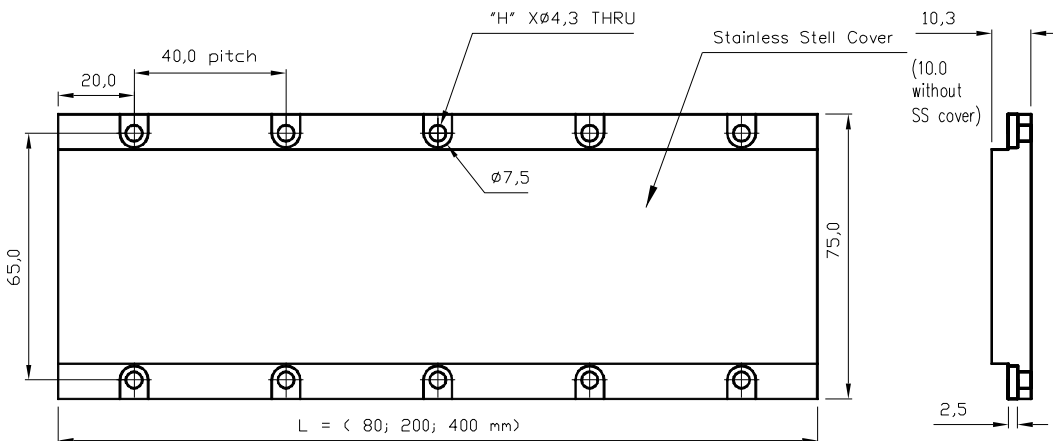 "H" XØ4,3 THRU
10,3
40,0 pitch
Stainless Stell Cover
20,0
(10.0
without
SS cover)
Ø7,5
65,0
75,0
2,5
L = ( 80; 200; 400 mm)